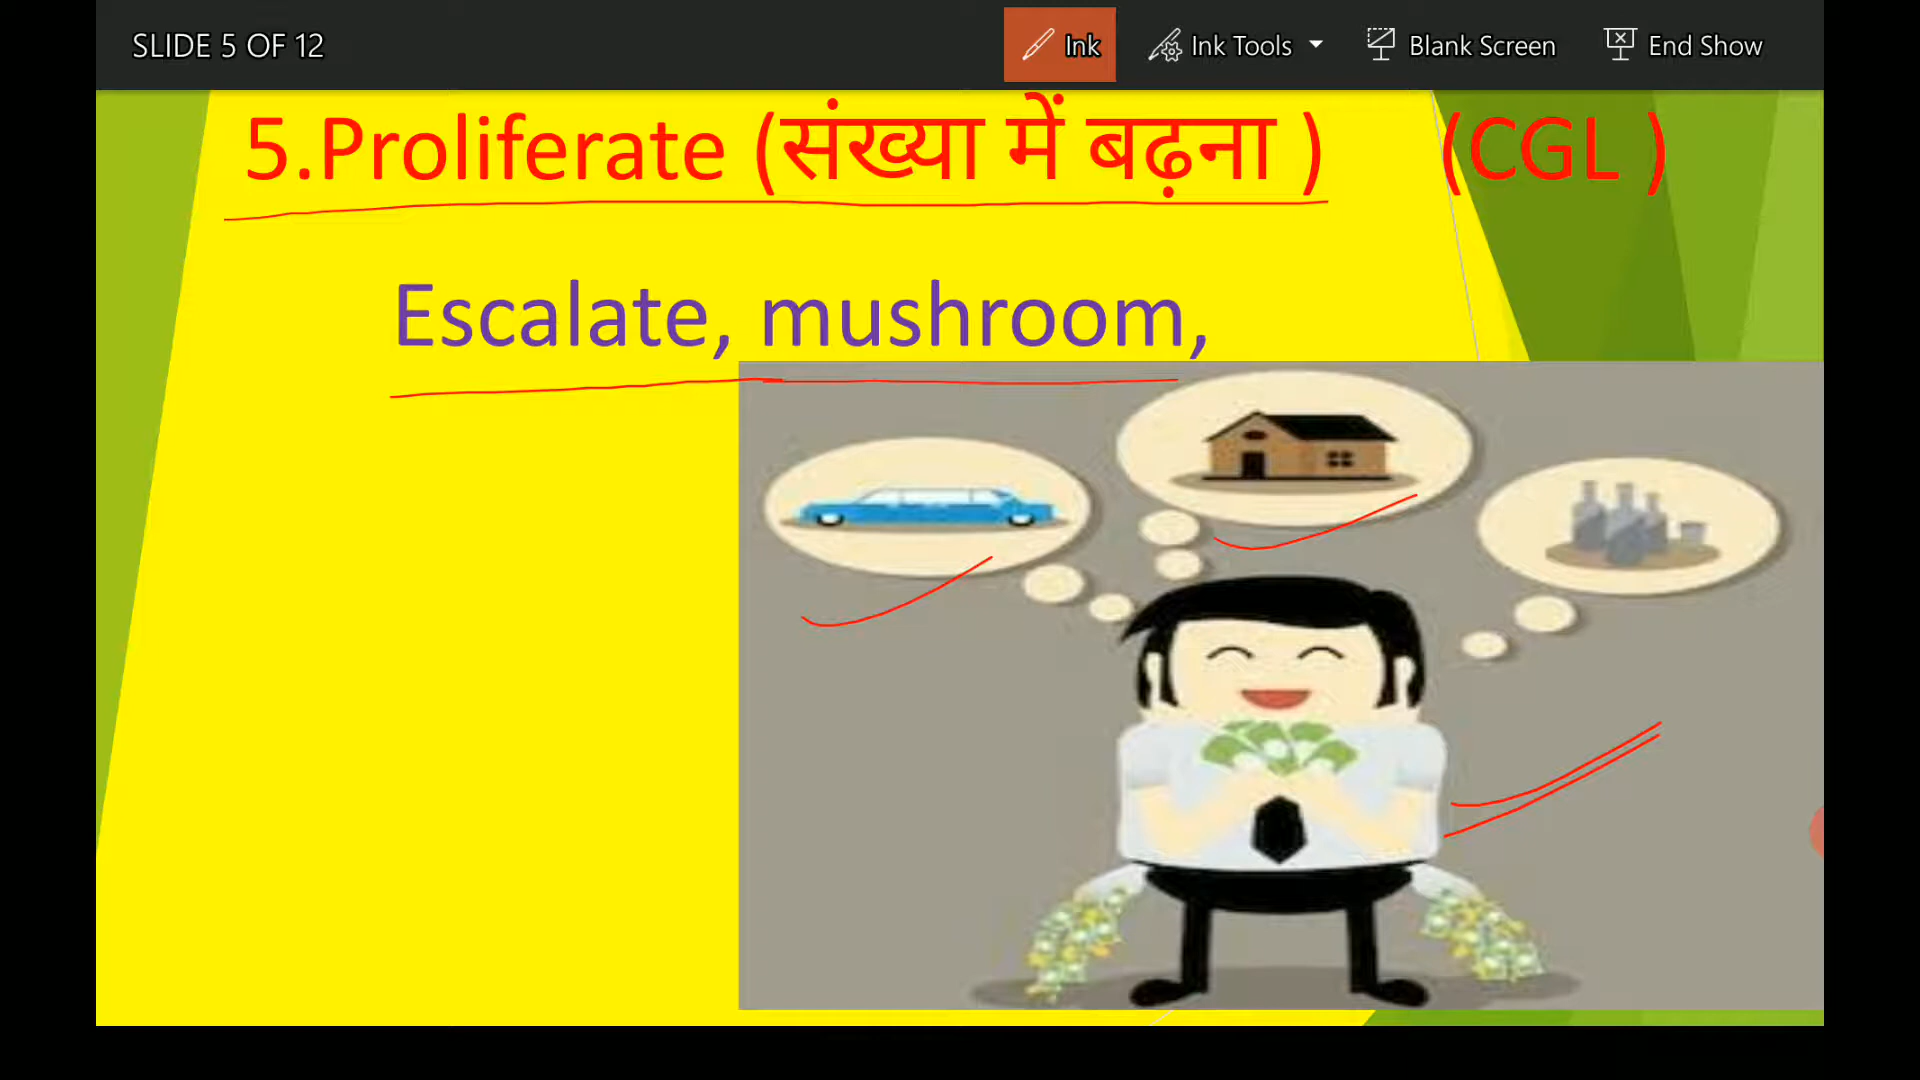 SLIDE 5 OF 12 Ink Ink Tools Blank Screen End Show
5.Proliferate (संख्या में बढ़ना ) (CGL )
Escalate, mushroom,